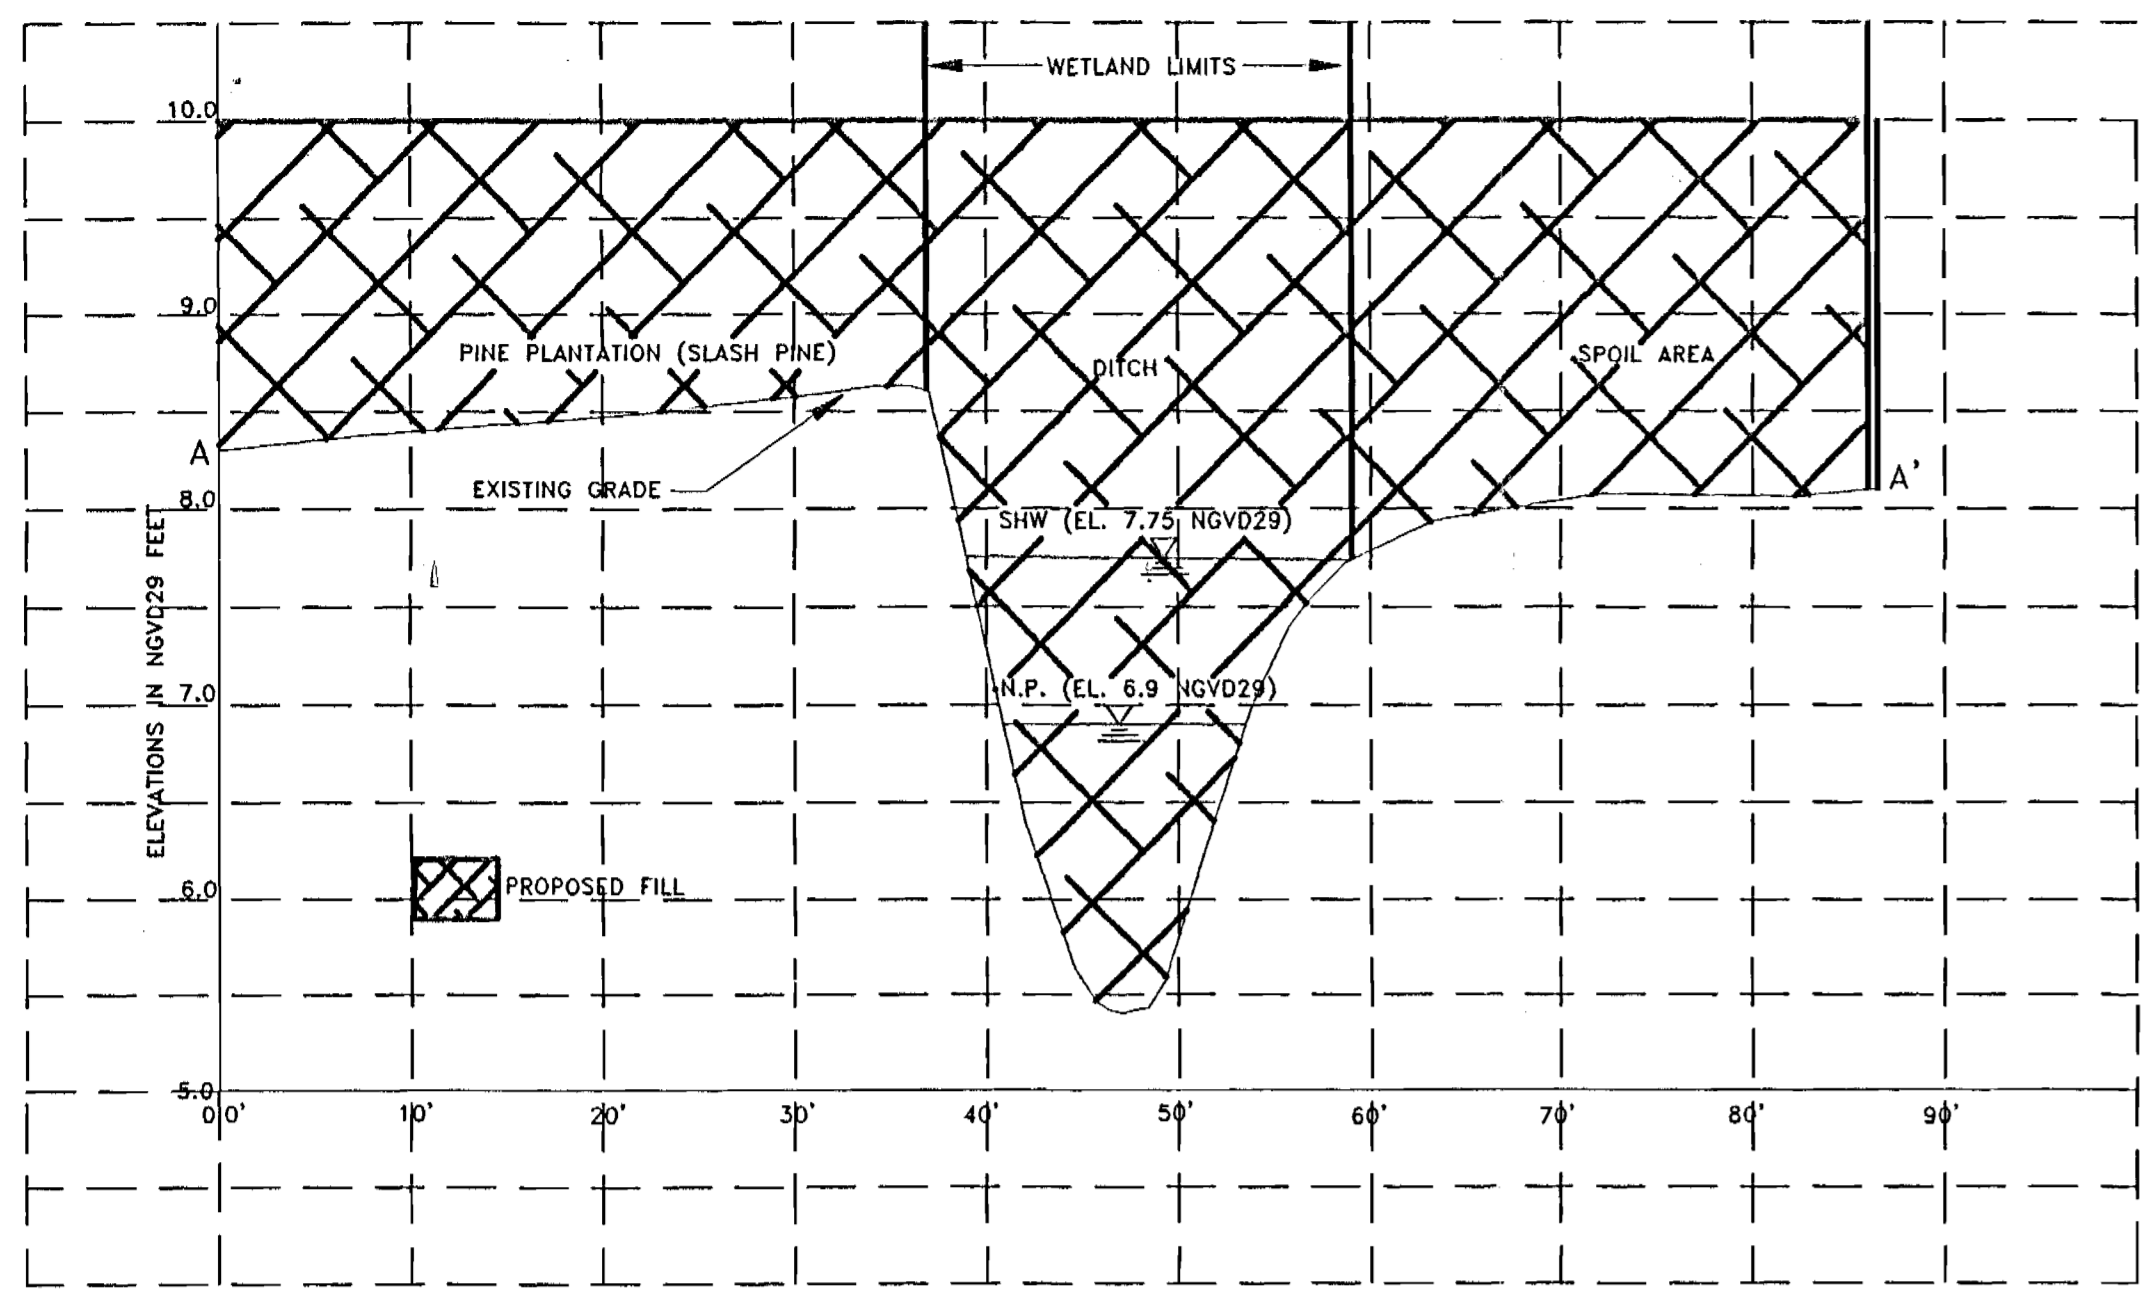 WETLAND LIMITS
10.0
9.0
PINE PLANTATION (SLASH PINE)
DITCH
SPOIL AREA
A
EXISTING GRADE
A'
8.0
SHW (EL. 7.75 NGVD29)
ELEVATIONS IN NGVD29 FEET
7.0
N.P. (EL. 6.9 NGVD29)
6.0
PROPOSED FILL
5.0
0.0' 10' 20' 30' 40' 50' 60' 70' 80' 90'